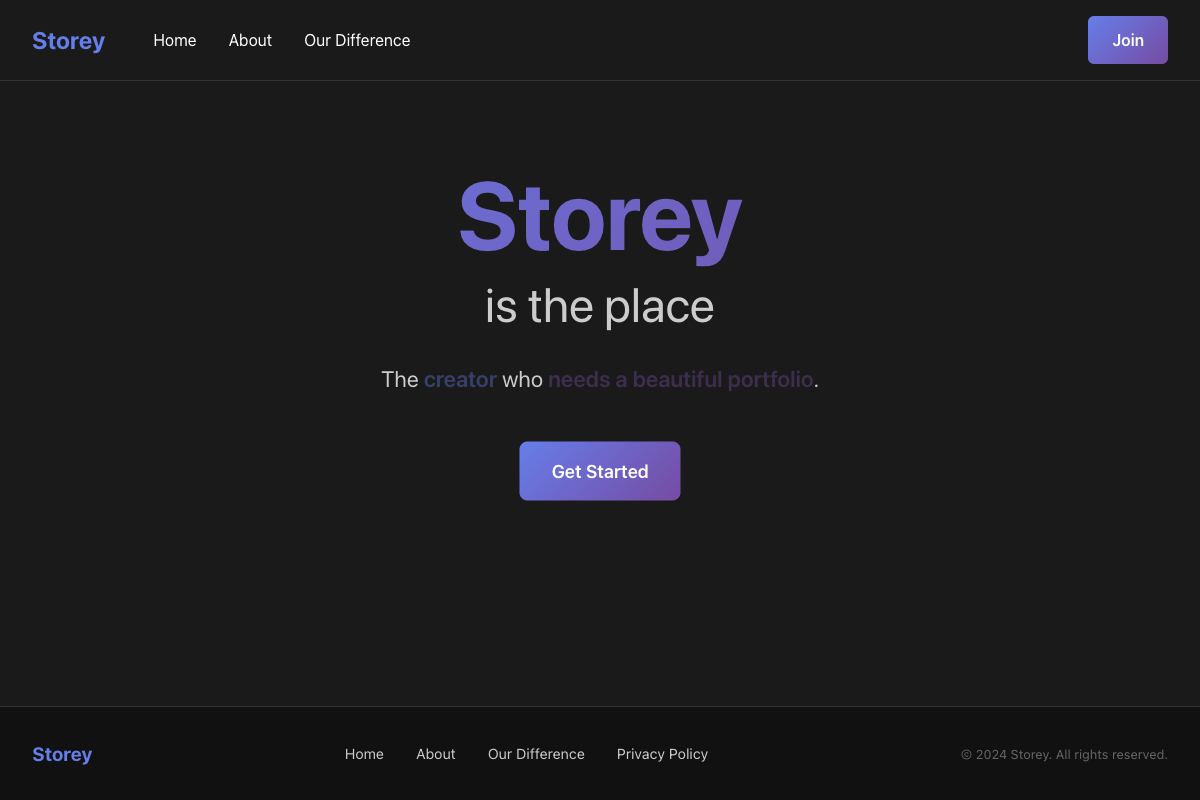 Storey Home About Our Difference Join
Storey
is the place
The creator who needs a beautiful portfolio.
Get Started
Storey Home About Our Difference Privacy Policy © 2024 Storey. All rights reserved.